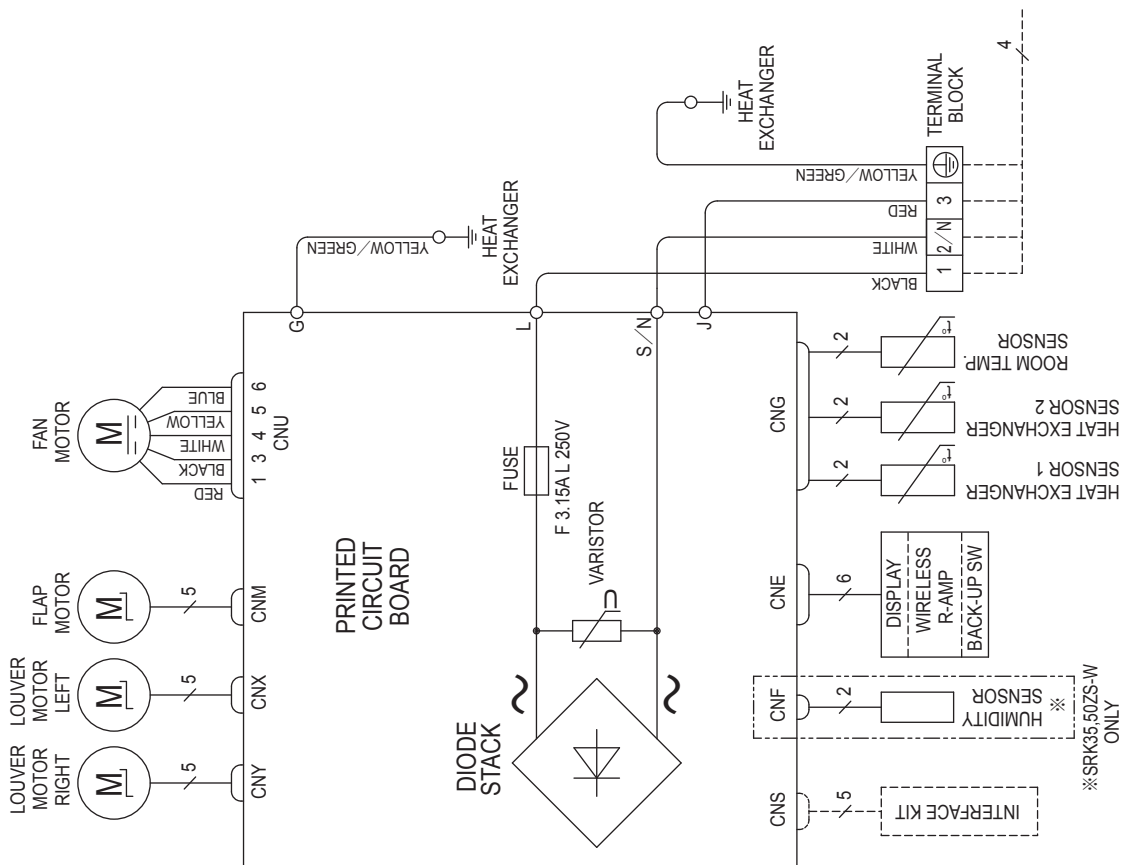 LOUVER
MOTOR
RIGHT
M
5
CNY
LOUVER
MOTOR
LEFT
M
5
CNX
FLAP
MOTOR
M
5
CNM
FAN
MOTOR
M
RED
BLACK
WHITE
YELLOW
BLUE
1 3 4 5 6
CNU
PRINTED
CIRCUIT
BOARD
DIODE
STACK
~
~
VARISTOR
U
FUSE
F 3.15A L 250V
G
YELLOW/GREEN
HEAT
EXCHANGER
L
S/N
J
BLACK
WHITE
RED
YELLOW/GREEN
HEAT
EXCHANGER
1 2/N 3
TERMINAL
BLOCK
4
CNS
5
INTERFACE KIT
CNF
2
HUMIDITY
SENSOR
※
※SRK35,50ZS-W
ONLY
CNE
6
DISPLAY
WIRELESS
R-AMP
BACK-UP SW
CNG
2
t°
HEAT EXCHANGER
SENSOR 1
2
t°
HEAT EXCHANGER
SENSOR 2
2
t°
ROOM TEMP.
SENSOR